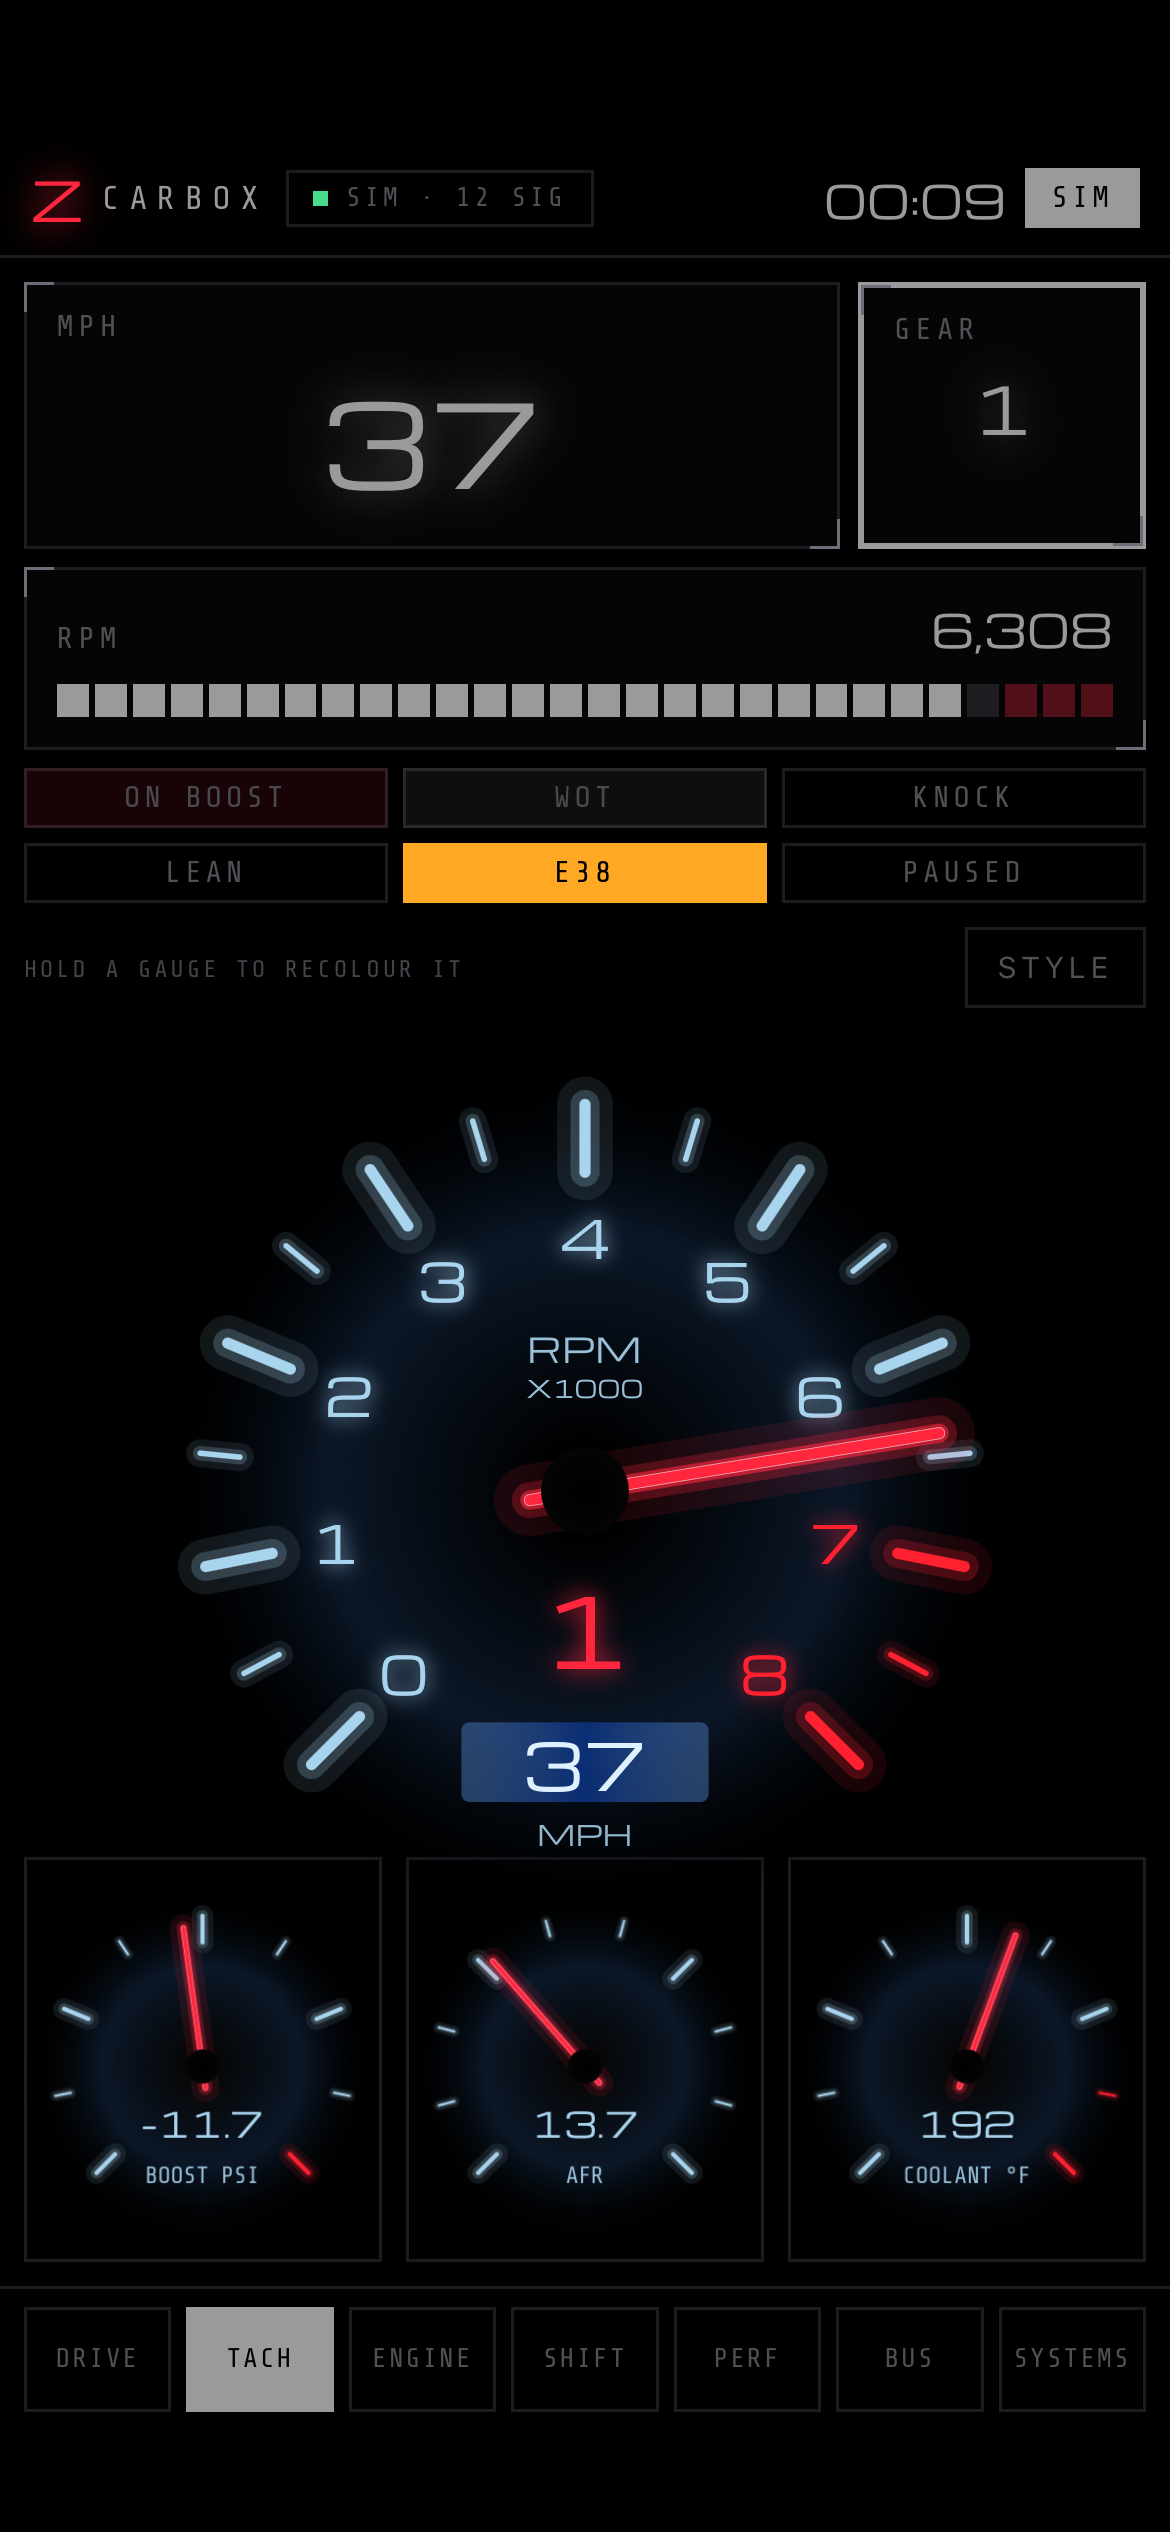 Z CARBOX SIM · 12 SIG 00:09 SIM
MPH
37
GEAR
1
RPM 6,308
ON BOOST WOT KNOCK
LEAN E38 PAUSED
HOLD A GAUGE TO RECOLOUR IT STYLE
4
3 5
RPM
X1000
2 6
1 7
1
0 8
37
MPH
-11.7 13.7 192
BOOST PSI AFR COOLANT °F
DRIVE TACH ENGINE SHIFT PERF BUS SYSTEMS